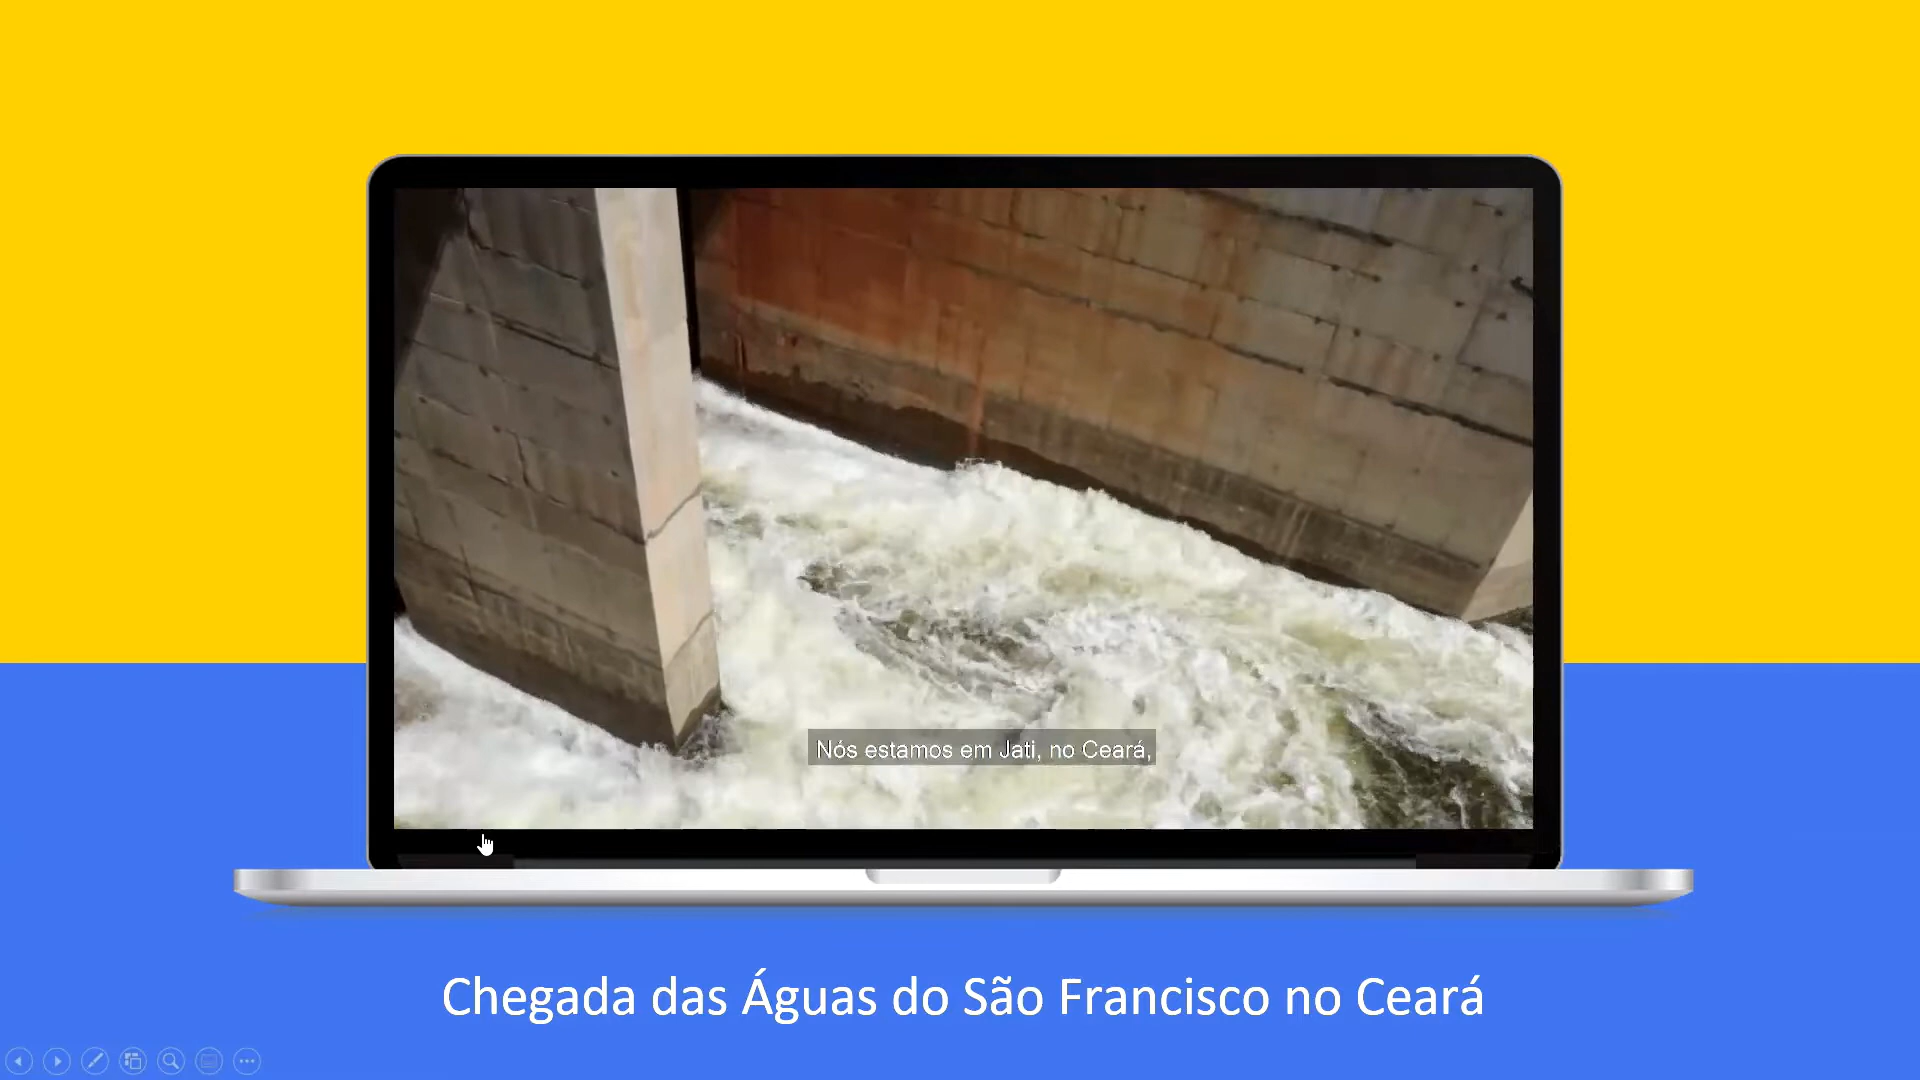 Nós estamos em Jati, no Ceará,
Chegada das Águas do São Francisco no Ceará